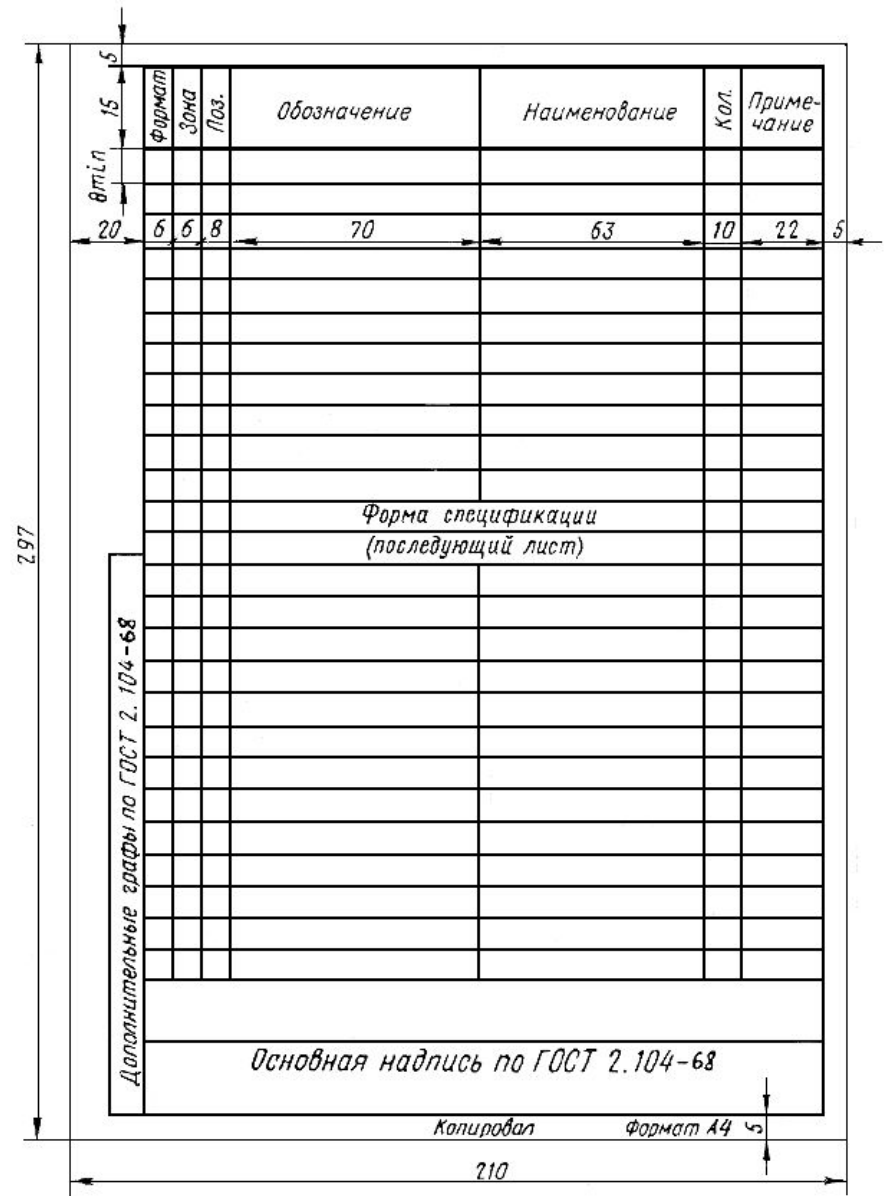 5
15
Формат
Зона
Поз.
Обозначение
Наименование
Кол.
Приме-
чание
8min
20
6
6
8
70
63
10
22
5
297
Форма спецификации
(последующий лист)
Дополнительные графы по ГОСТ 2.104-68
Основная надпись по ГОСТ 2.104-68
Копировал
Формат А4
5
210